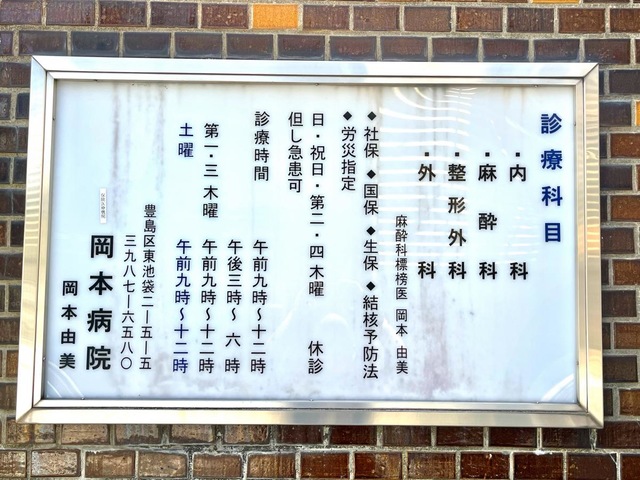 診療科目
・内科
・麻酔科
・整形外科
・外科
麻酔科標榜医 岡本 由美
◆社保 ◆国保 ◆生保 ◆結核予防法
◆労災指定
日・祝日・第二・四木曜 休診
但し急患可
診療時間 午前九時〜十二時
午後三時〜六時
第一・三木曜 午前九時〜十二時
土曜 午前九時〜十二時
豊島区東池袋二ー五ー五
三九八七ー六五八〇
岡本病院
岡本由美